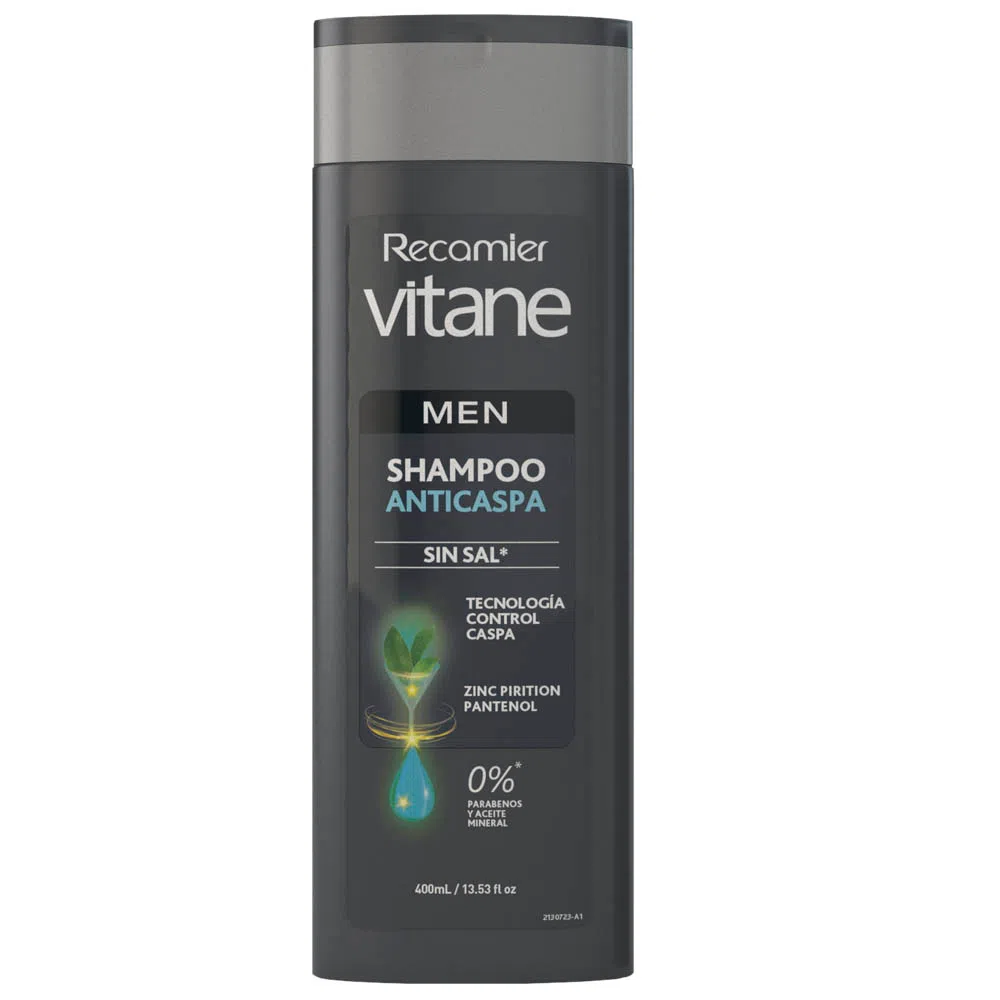 Recamier
vitane
MEN
SHAMPOO
ANTICASPA
SIN SAL*
TECNOLOGÍA
CONTROL
CASPA
ZINC PIRITION
PANTENOL
0%*
PARABENOS
Y ACEITE
MINERAL
400mL / 13.53 fl oz
2130723-A1